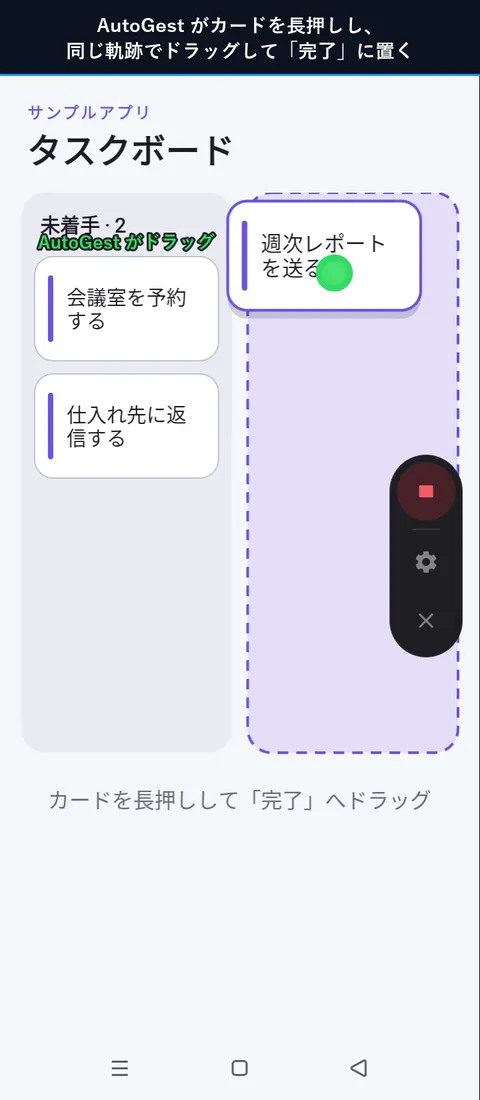 AutoGest がカードを長押しし、
同じ軌跡でドラッグして「完了」に置く
サンプルアプリ
タスクボード
未着手 · 2
AutoGest がドラッグ
会議室を予約
する
仕入れ先に返
信する
週次レポート
を送る
カードを長押しして「完了」へドラッグ